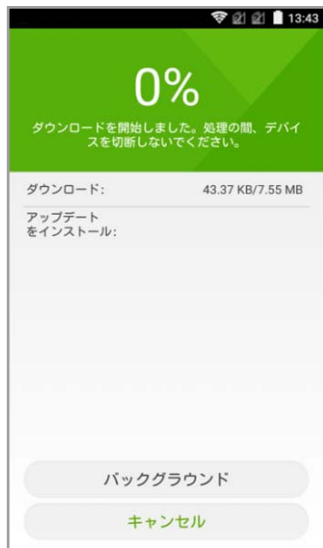 13:43
0%
ダウンロードを開始しました。処理の間、デバイ
スを切断しないでください。
ダウンロード: 43.37 KB/7.55 MB
アップデート
をインストール:
バックグラウンド
キャンセル